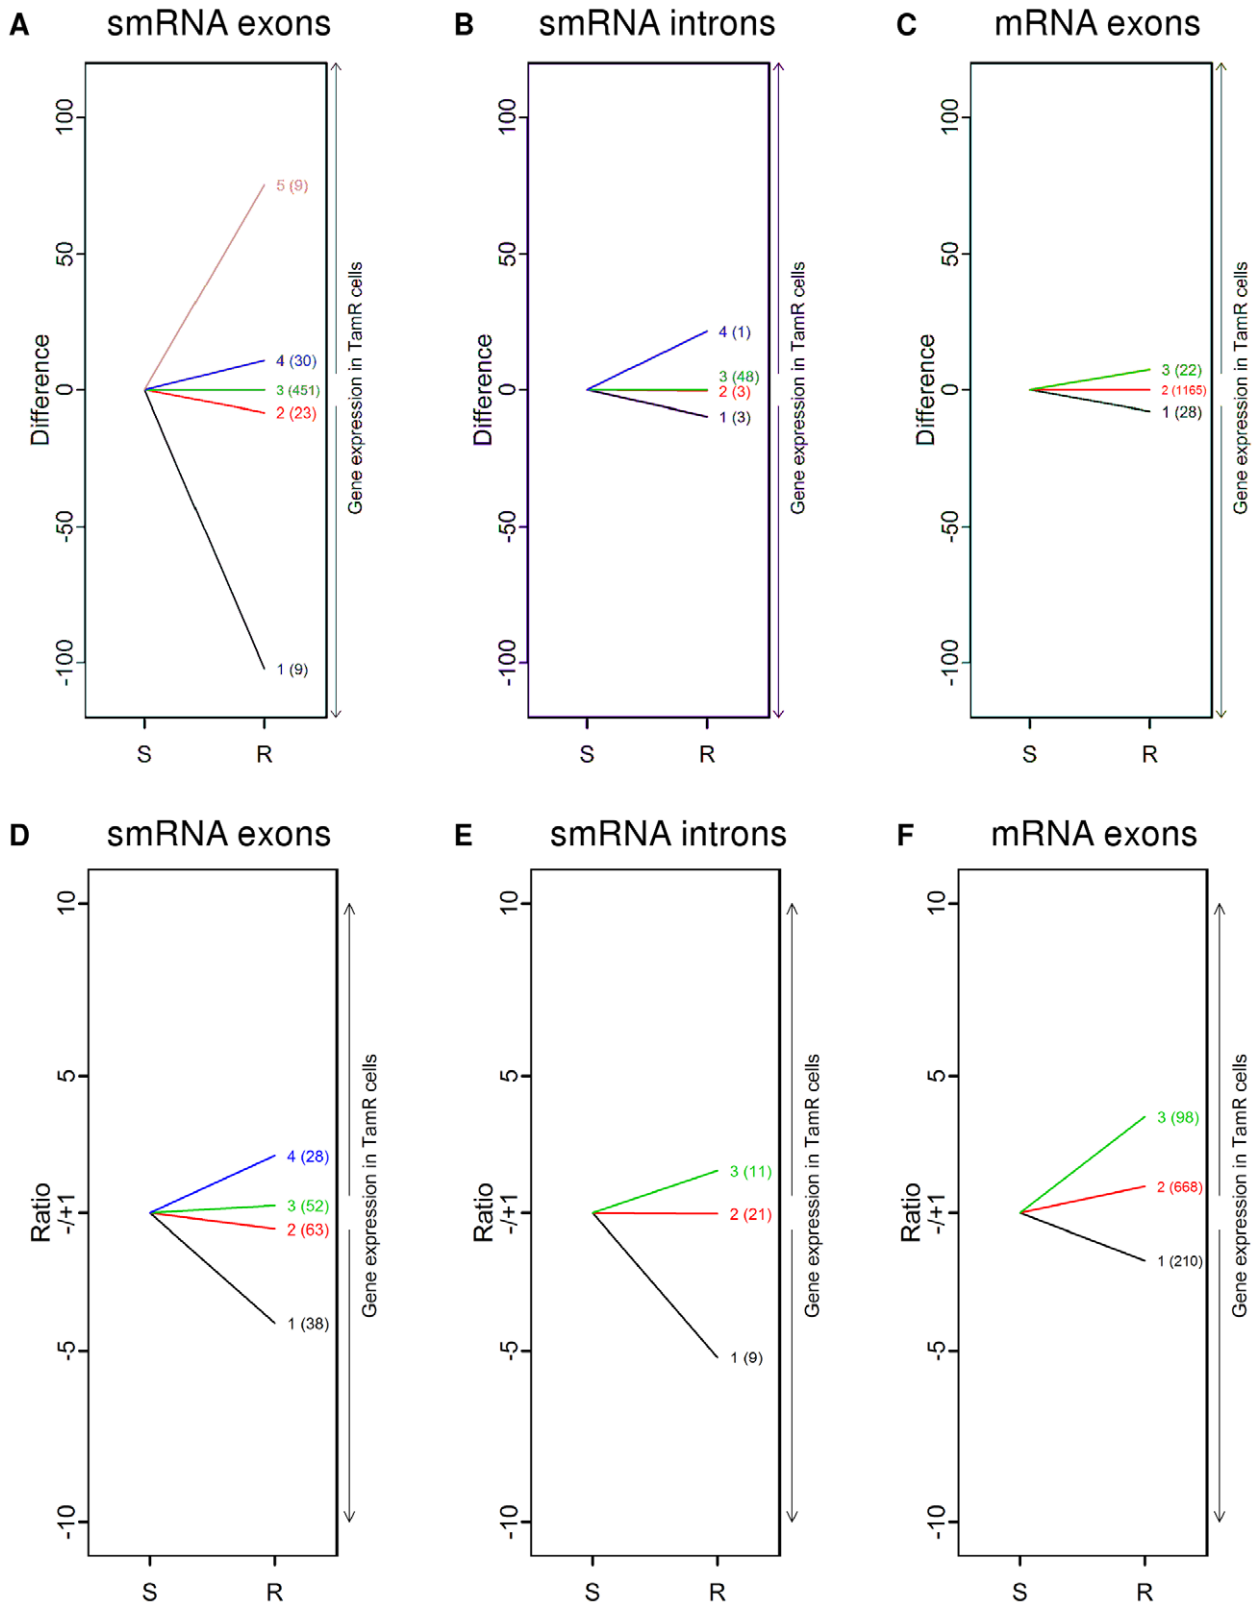 A smRNA exons
100
50
0
-50
-100
Difference
5 (9)
4 (30)
3 (451)
2 (23)
1 (9)
S R
Gene expression in TamR cells
B smRNA introns
100
50
0
-50
-100
Difference
4 (1)
3 (48)
2 (3)
1 (3)
S R
Gene expression in TamR cells
C mRNA exons
100
50
0
-50
-100
Difference
3 (22)
2 (1165)
1 (28)
S R
Gene expression in TamR cells
D smRNA exons
10
5
-/+1
-5
-10
Ratio
4 (28)
3 (52)
2 (63)
1 (38)
S R
Gene expression in TamR cells
E smRNA introns
10
5
-/+1
-5
-10
Ratio
3 (11)
2 (21)
1 (9)
S R
Gene expression in TamR cells
F mRNA exons
10
5
-/+1
-5
-10
Ratio
3 (98)
2 (668)
1 (210)
S R
Gene expression in TamR cells